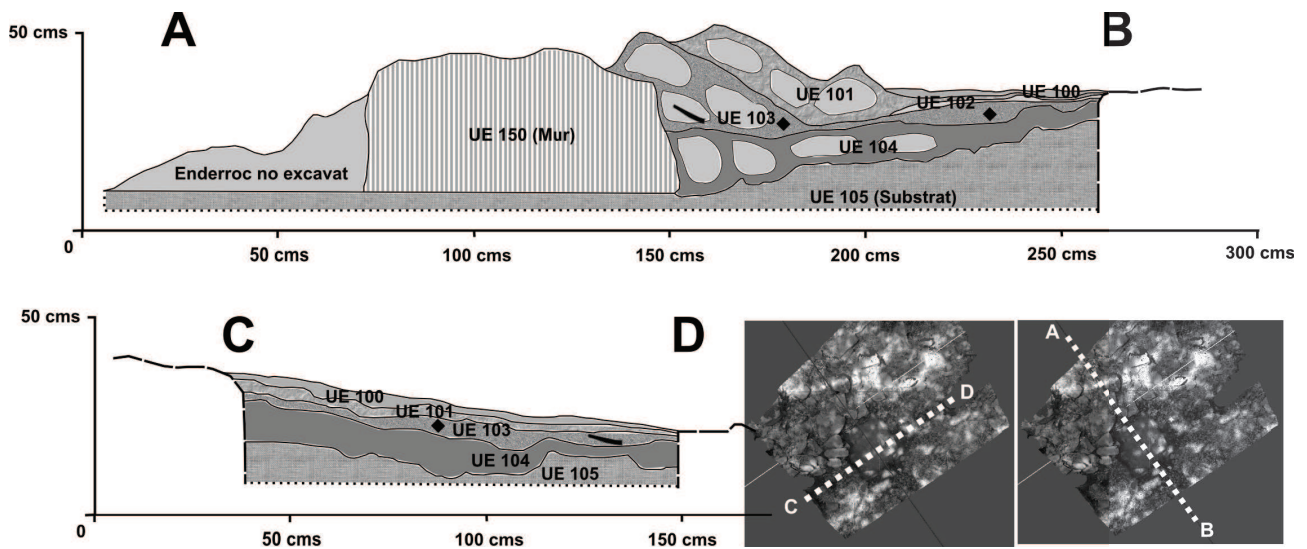 50 cms
A
B
UE 101
UE 100
UE 102
UE 103
UE 150 (Mur)
UE 104
Enderroc no excavat
UE 105 (Substrat)
0
50 cms
100 cms
150 cms
200 cms
250 cms
300 cms
50 cms
C
D
A
D
UE 100
UE 101
UE 103
UE 104
UE 105
C
B
0
50 cms
100 cms
150 cms